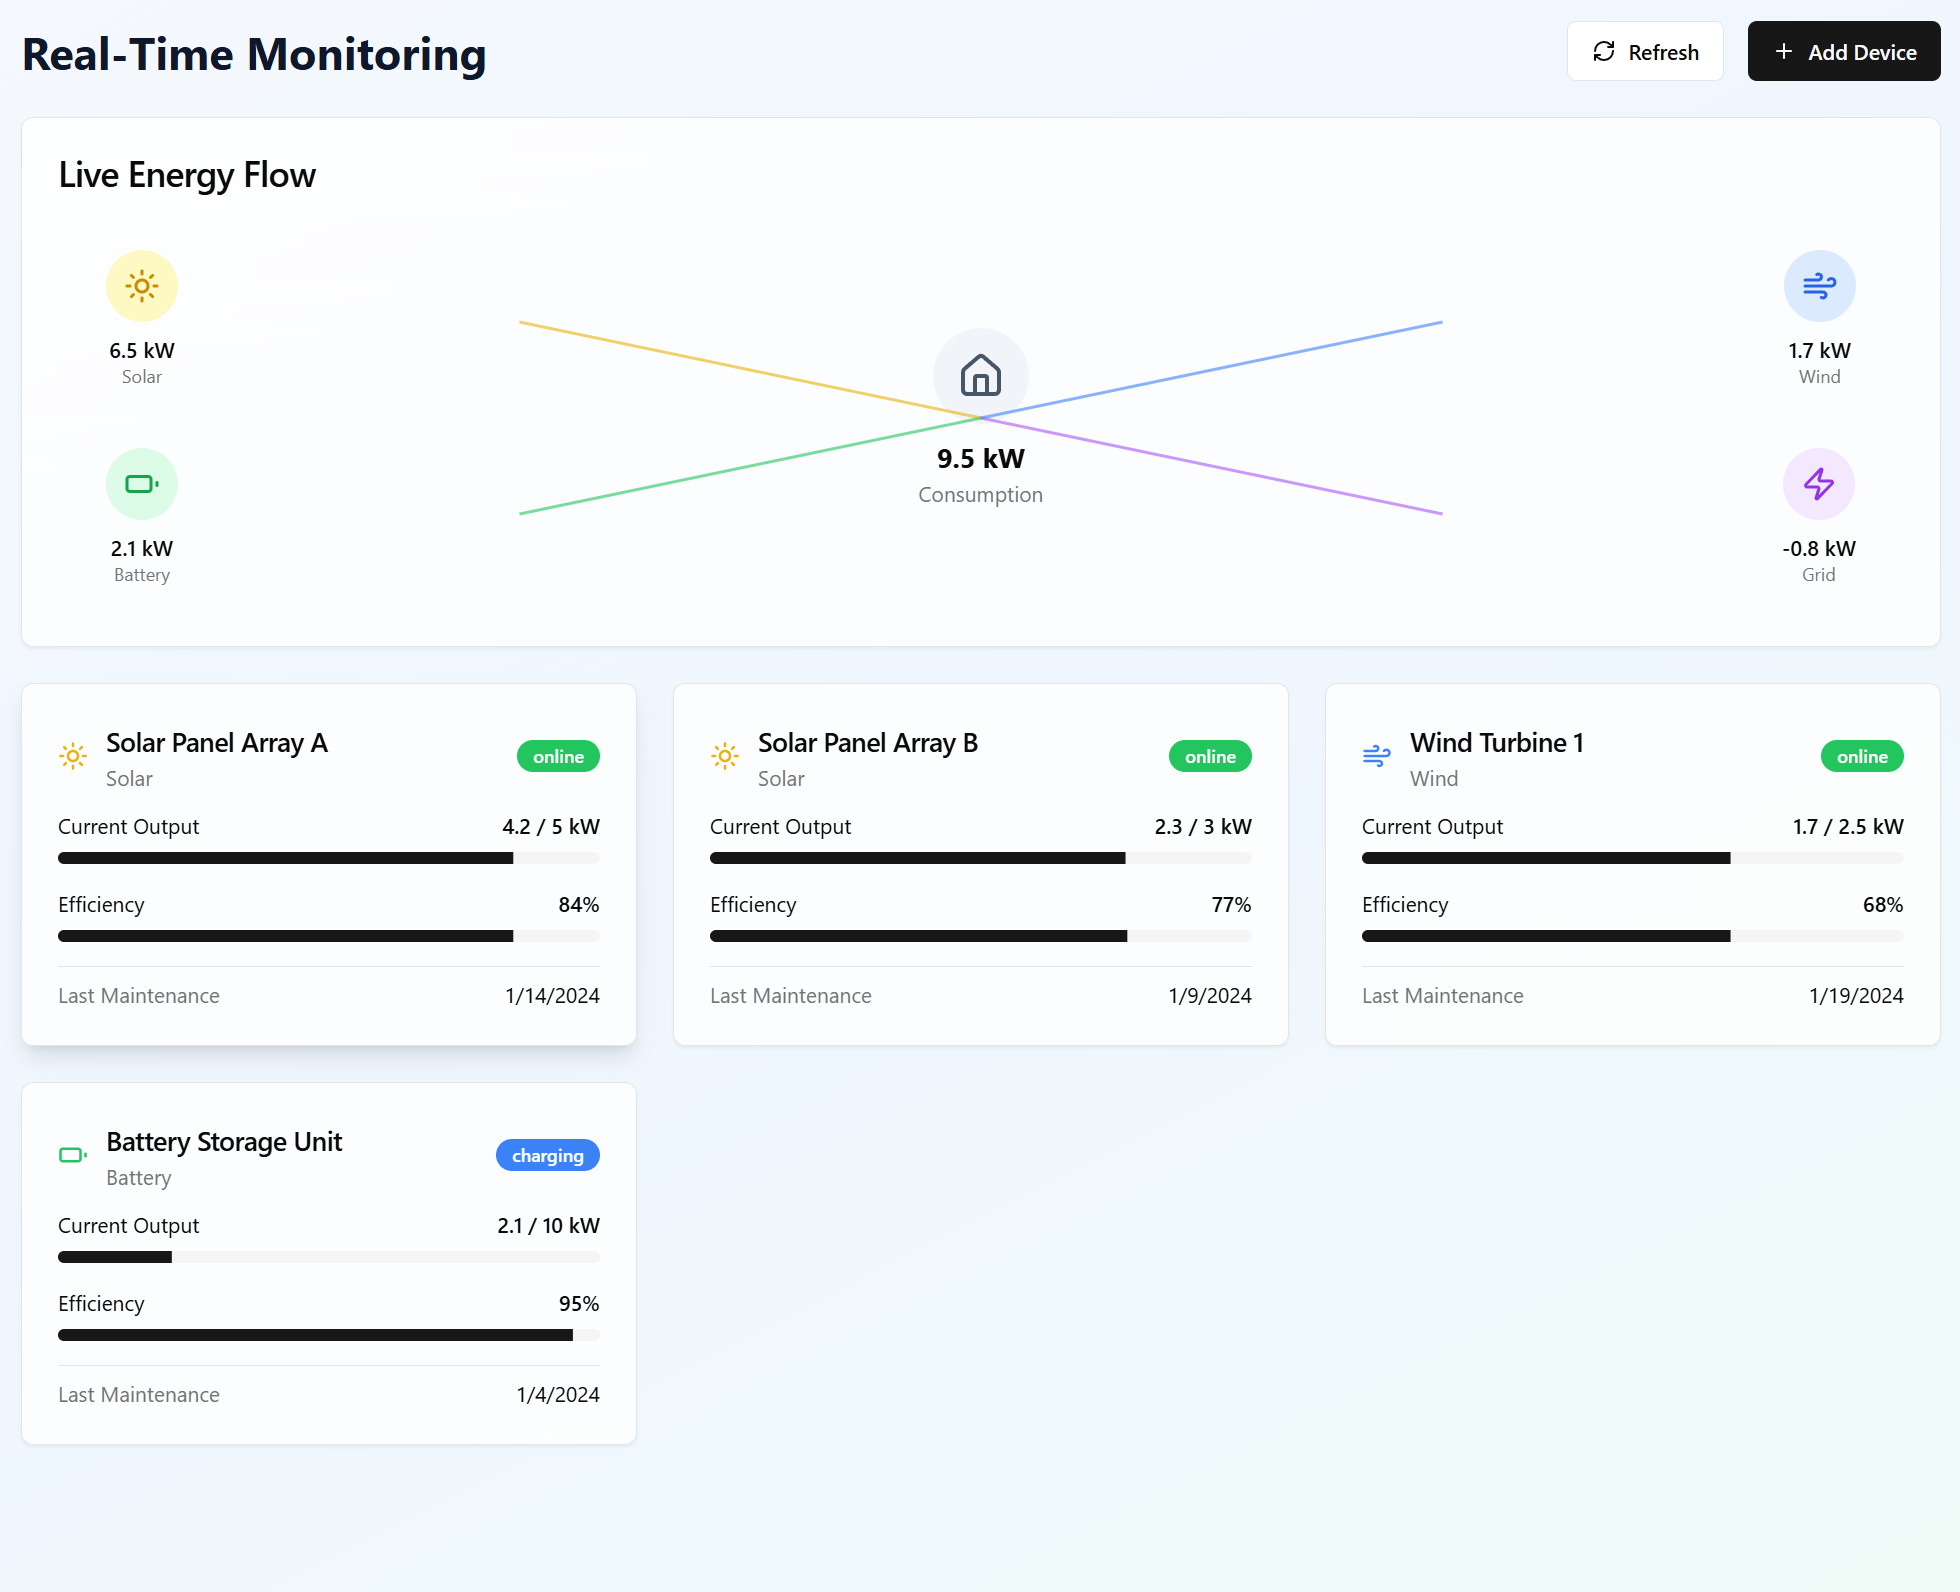 Real-Time Monitoring
Refresh
Add Device
Live Energy Flow
6.5 kW
Solar
1.7 kW
Wind
9.5 kW
Consumption
2.1 kW
Battery
-0.8 kW
Grid
Solar Panel Array A
Solar
online
Current Output 4.2 / 5 kW
Efficiency 84%
Last Maintenance 1/14/2024
Solar Panel Array B
Solar
online
Current Output 2.3 / 3 kW
Efficiency 77%
Last Maintenance 1/9/2024
Wind Turbine 1
Wind
online
Current Output 1.7 / 2.5 kW
Efficiency 68%
Last Maintenance 1/19/2024
Battery Storage Unit
Battery
charging
Current Output 2.1 / 10 kW
Efficiency 95%
Last Maintenance 1/4/2024